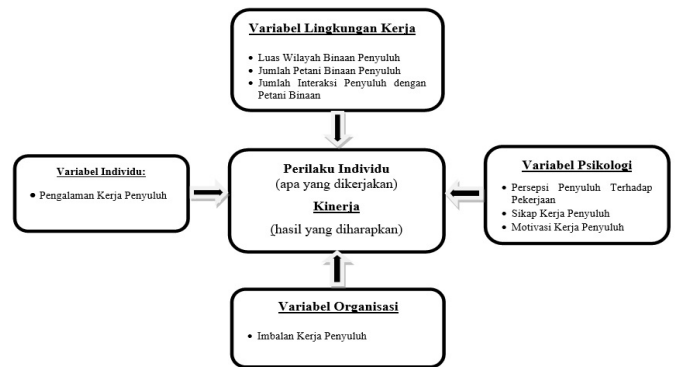 Variabel Lingkungan Kerja
• Luas Wilayah Binaan Penyuluh
• Jumlah Petani Binaan Penyuluh
• Jumlah Interaksi Penyuluh dengan
Petani Binaan
Variabel Individu:
• Pengalaman Kerja Penyuluh
Perilaku Individu
(apa yang dikerjakan)
Kinerja
(hasil yang diharapkan)
Variabel Psikologi
• Persepsi Penyuluh Terhadap
Pekerjaan
• Sikap Kerja Penyuluh
• Motivasi Kerja Penyuluh
Variabel Organisasi
• Imbalan Kerja Penyuluh